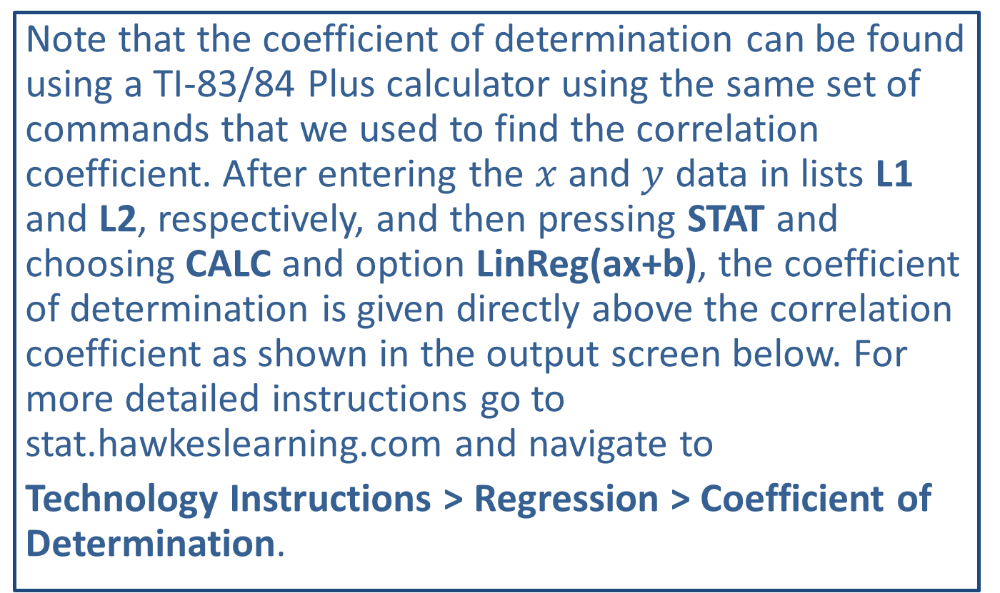 Note that the coefficient of determination can be found
using a TI-83/84 Plus calculator using the same set of
commands that we used to find the correlation
coefficient. After entering the x and y data in lists L1
and L2, respectively, and then pressing STAT and
choosing CALC and option LinReg(ax+b), the coefficient
of determination is given directly above the correlation
coefficient as shown in the output screen below. For
more detailed instructions go to
stat.hawkeslearning.com and navigate to
Technology Instructions > Regression > Coefficient of
Determination.